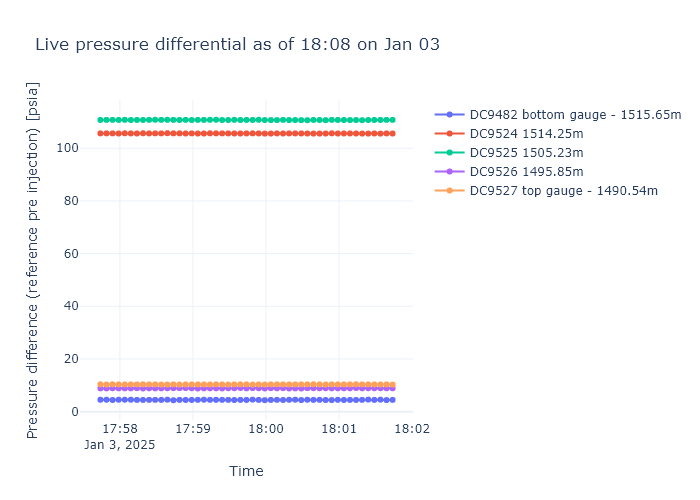 Live pressure differential as of 18:08 on Jan 03
Pressure difference (reference pre injection) [psia]
100
80
60
40
20
0
17:58
Jan 3, 2025
17:59
18:00
18:01
18:02
Time
DC9482 bottom gauge - 1515.65m
DC9524 1514.25m
DC9525 1505.23m
DC9526 1495.85m
DC9527 top gauge - 1490.54m